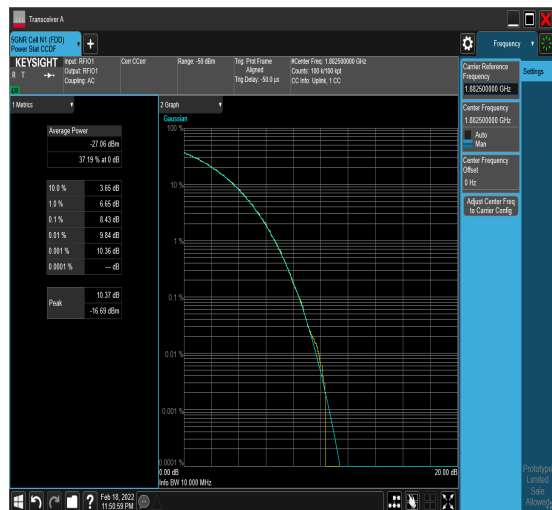 Transceiver A
5GNR Cell N1 (FDD)
Power Stat CCDF
Frequency
KEYSIGHT
R T
Input: RFIO1
Output: RFIO1
Coupling: AC
Corr CCorr
Range: -50 dBm
Trig: Prot Frame
Aligned
Trig Delay: -50.0 µs
#Center Freq: 1.882500000 GHz
Counts: 100 k/100 kpt
CC Info: Uplink, 1 CC
Carrier Reference
Frequency
1.882500000 GHz
Settings
1 Metrics
2 Graph
Gaussian
Average Power
-27.06 dBm
37.19 % at 0 dB
10.0 % 3.65 dB
1.0 % 6.65 dB
0.1 % 8.43 dB
0.01 % 9.84 dB
0.001 % 10.36 dB
0.0001 % --- dB
Peak
10.37 dB
-16.69 dBm
100 %
10 %
1 %
0.1 %
0.01 %
0.001 %
0.0001 %
0.00 dB
20.00 dB
Info BW 10.000 MHz
Center Frequency
1.882500000 GHz
Auto
Man
Center Frequency
Offset
0 Hz
Adjust Center Freq
to Carrier Config
Prototype
Limited
Sale
Allowed
?
Feb 18, 2022
11:50:59 PM